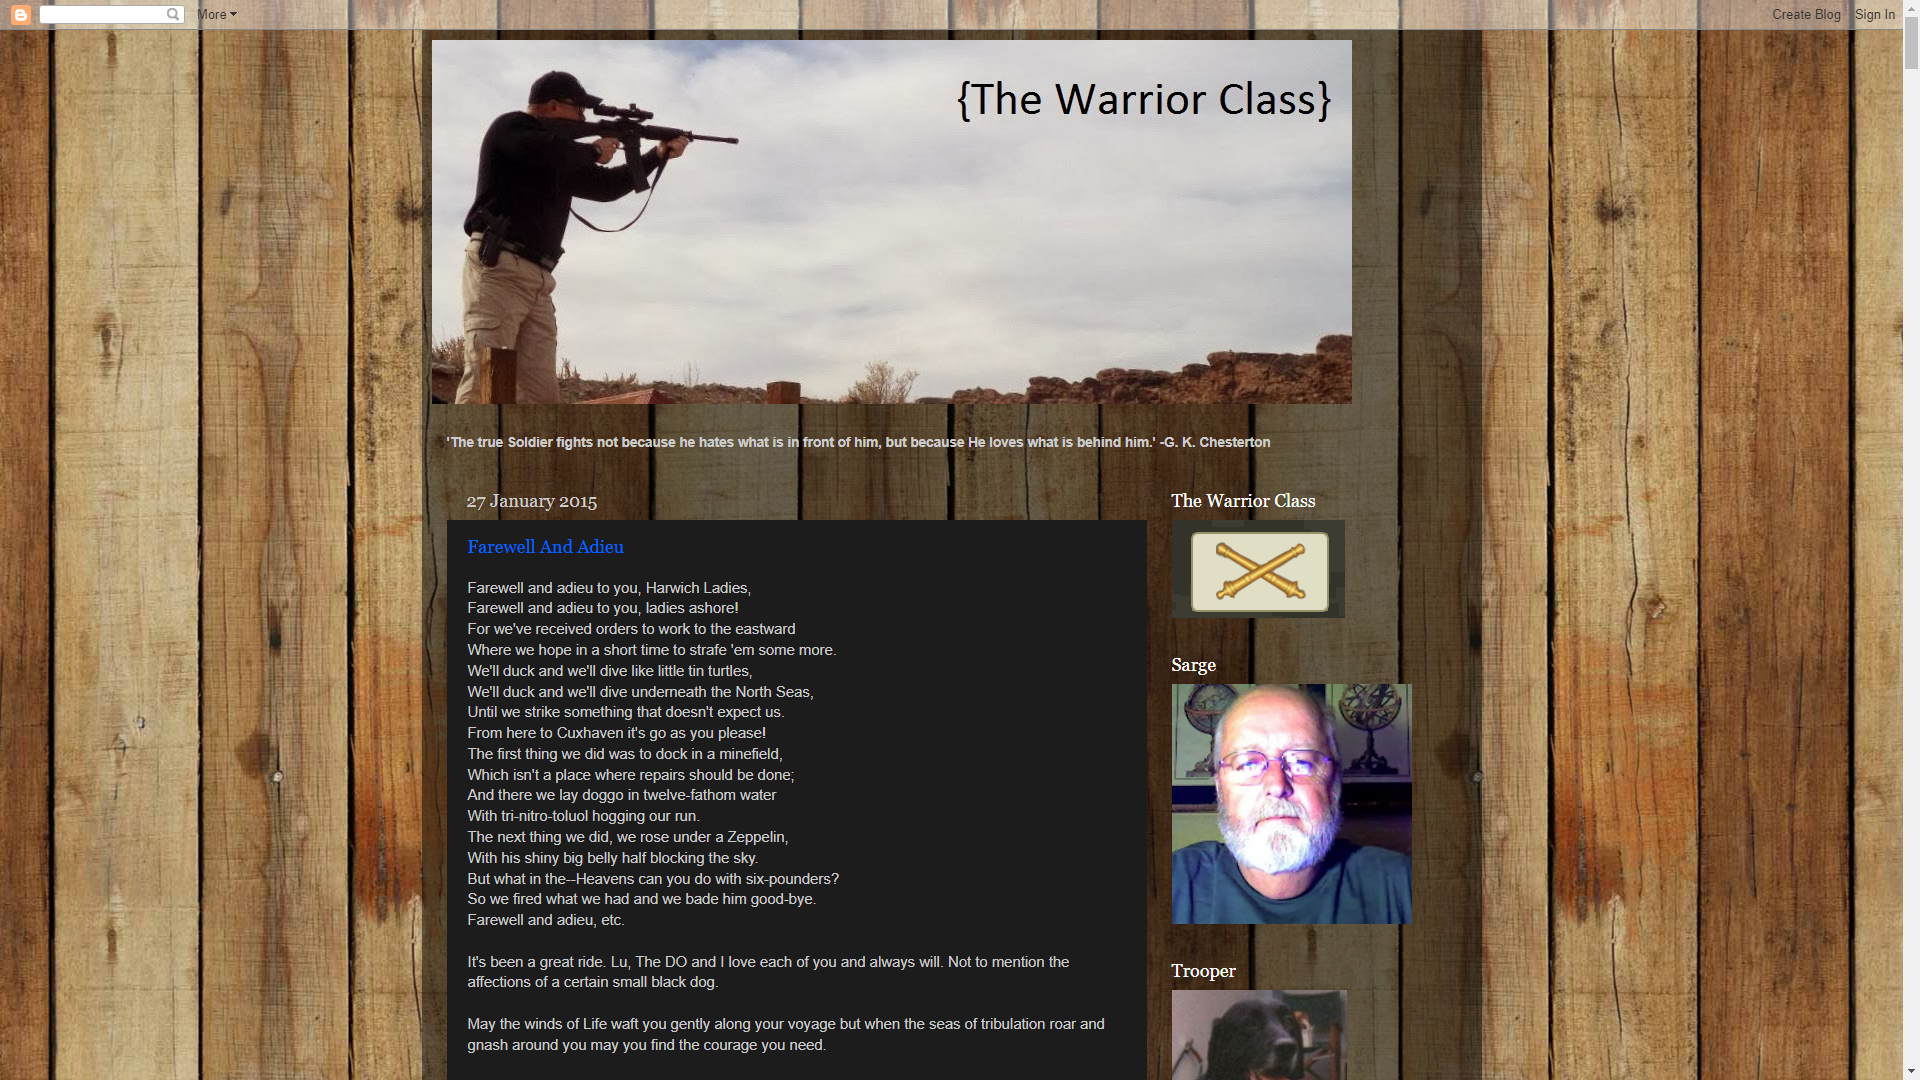 More
Create Blog
Sign In
{The Warrior Class}
'The true Soldier fights not because he hates what is in front of him, but because He loves what is behind him.' -G. K. Chesterton
27 January 2015
Farewell And Adieu
Farewell and adieu to you, Harwich Ladies,
Farewell and adieu to you, ladies ashore!
For we've received orders to work to the eastward
Where we hope in a short time to strafe 'em some more.
We'll duck and we'll dive like little tin turtles,
We'll duck and we'll dive underneath the North Seas,
Until we strike something that doesn't expect us.
From here to Cuxhaven it's go as you please!
The first thing we did was to dock in a minefield,
Which isn't a place where repairs should be done;
And there we lay doggo in twelve-fathom water
With tri-nitro-toluol hogging our run.
The next thing we did, we rose under a Zeppelin,
With his shiny big belly half blocking the sky.
But what in the--Heavens can you do with six-pounders?
So we fired what we had and we bade him good-bye.
Farewell and adieu, etc.
It's been a great ride. Lu, The DO and I love each of you and always will. Not to mention the
affections of a certain small black dog.
May the winds of Life waft you gently along your voyage but when the seas of tribulation roar and
gnash around you may you find the courage you need.
The Warrior Class
Sarge
Trooper